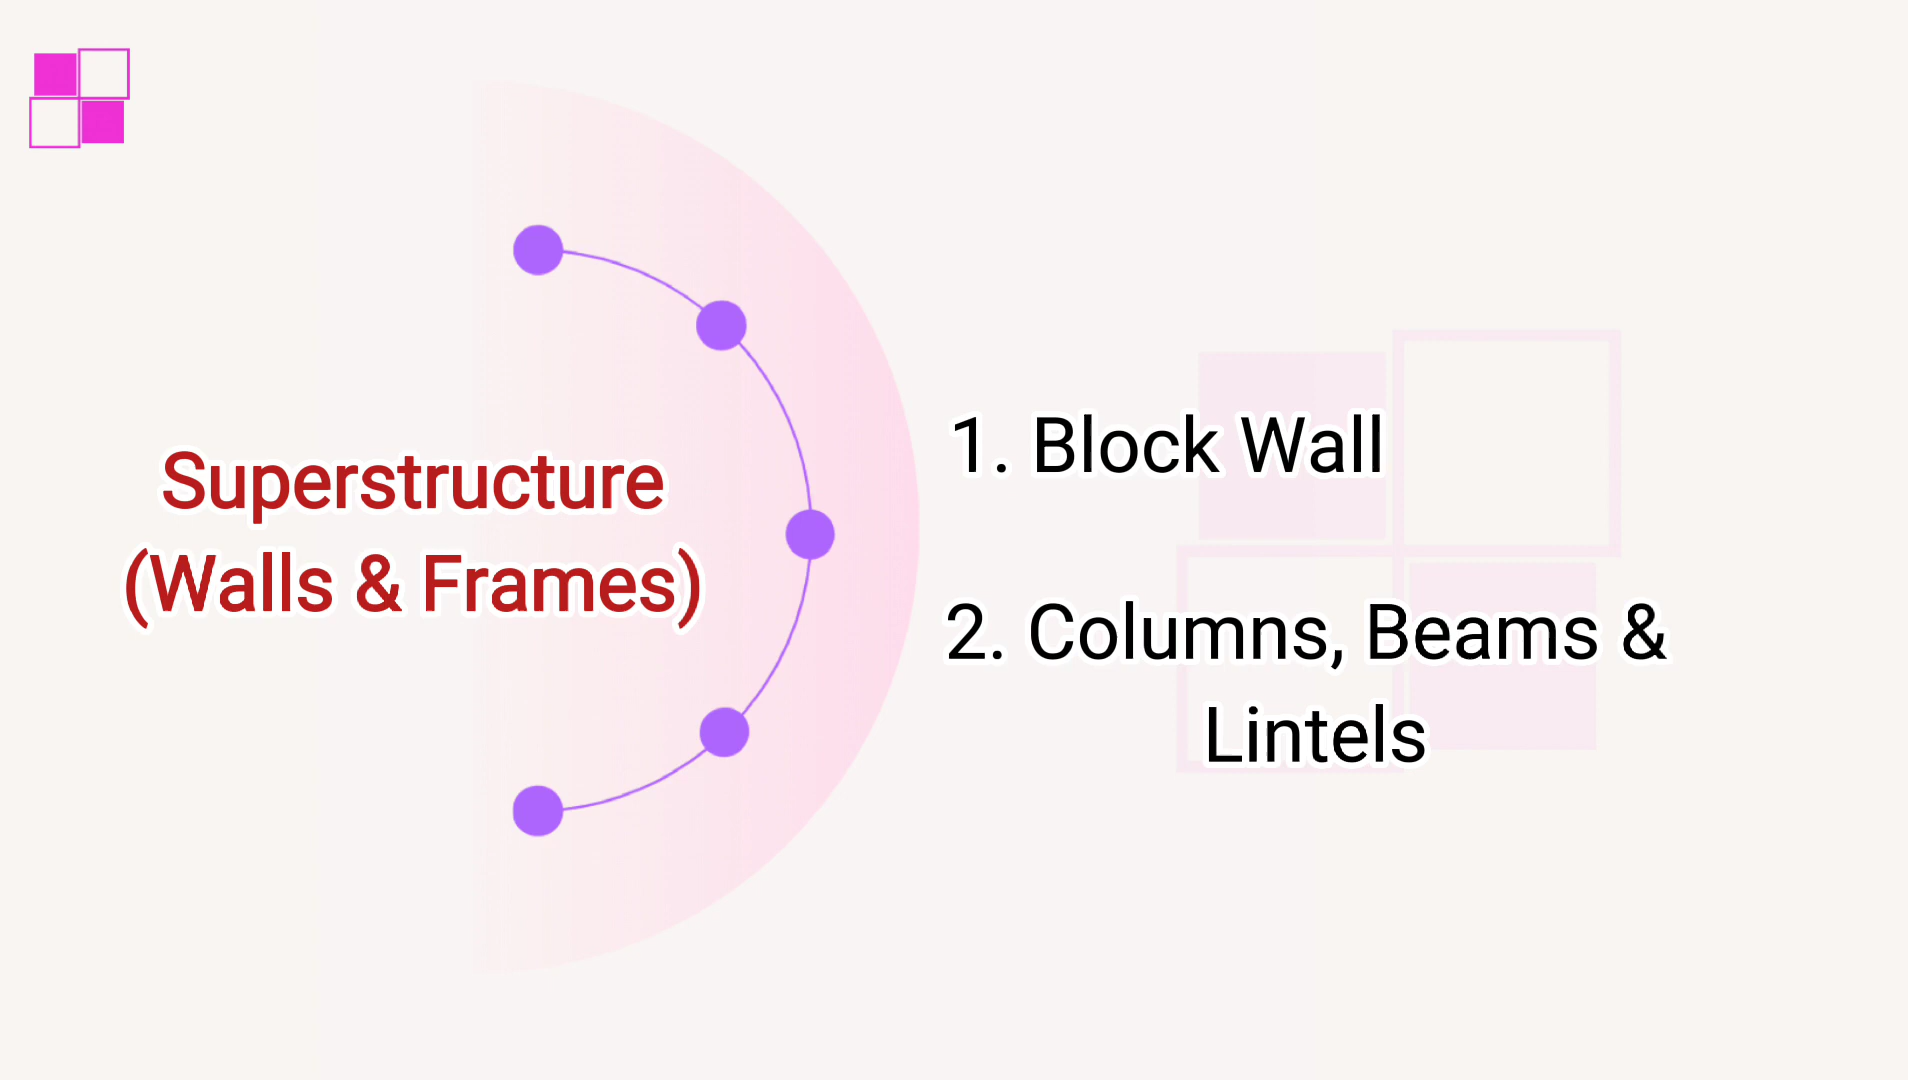 Superstructure
(Walls & Frames)
1. Block Wall
2. Columns, Beams &
Lintels